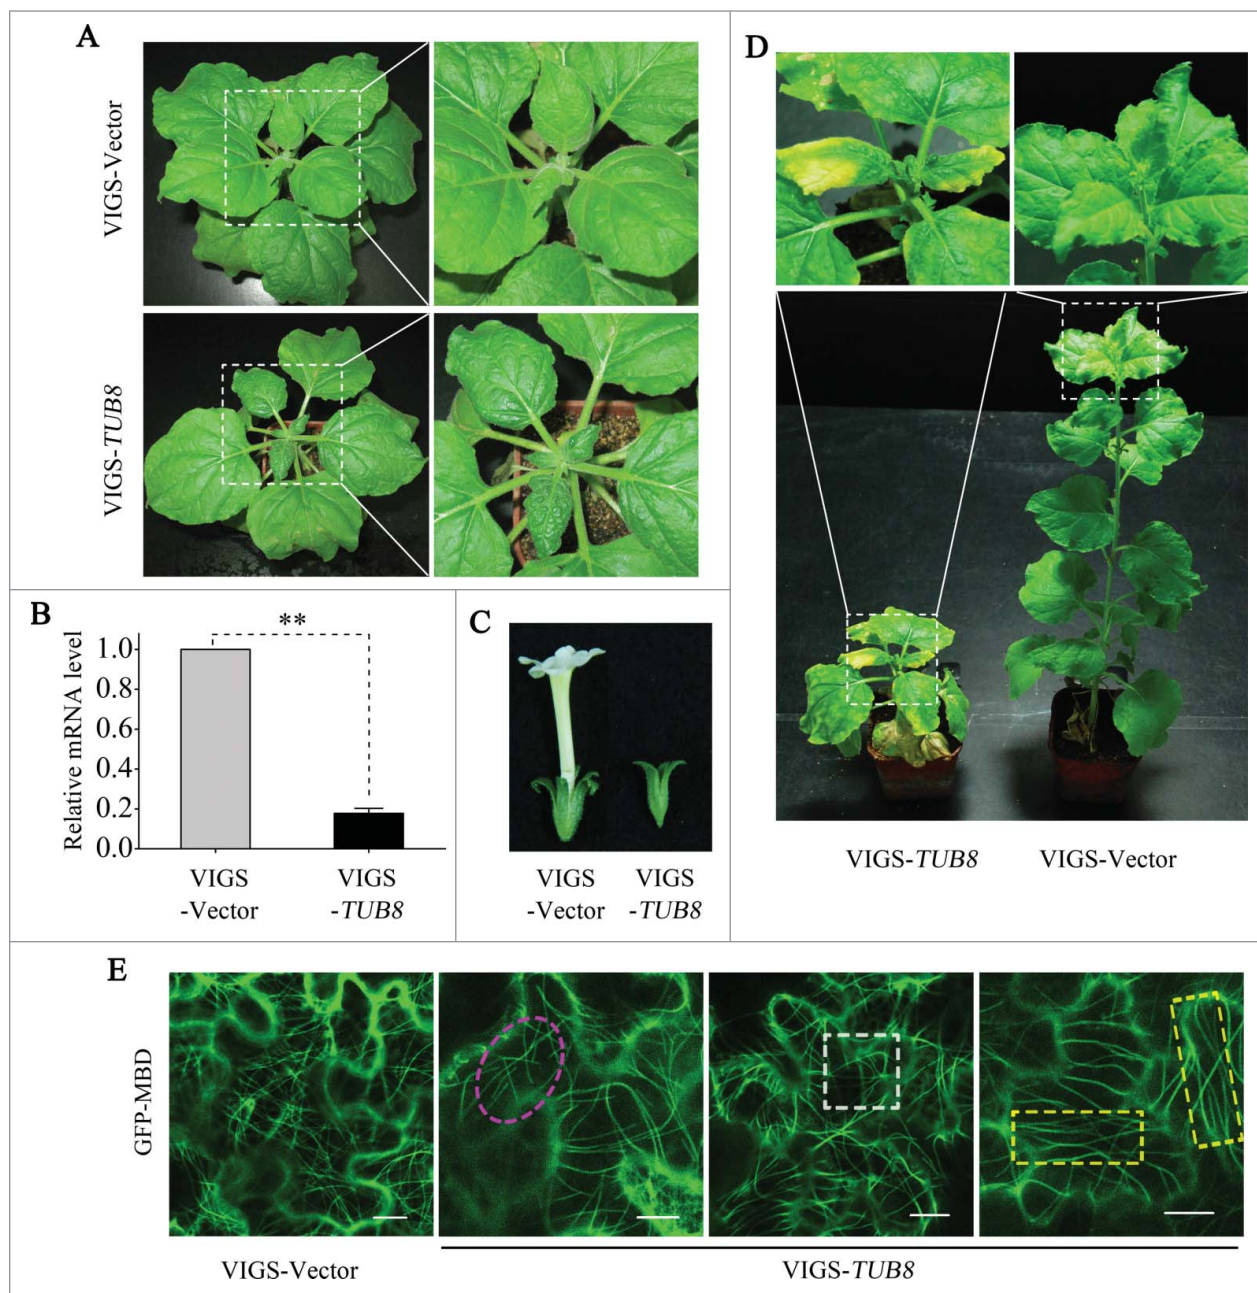 A
VIGS-Vector
VIGS-TUB8
B
Relative mRNA level
**
1.0
0.8
0.6
0.4
0.2
0.0
VIGS
-Vector
VIGS
-TUB8
C
VIGS
-Vector
VIGS
-TUB8
D
VIGS-TUB8
VIGS-Vector
E
GFP-MBD
VIGS-Vector
VIGS-TUB8